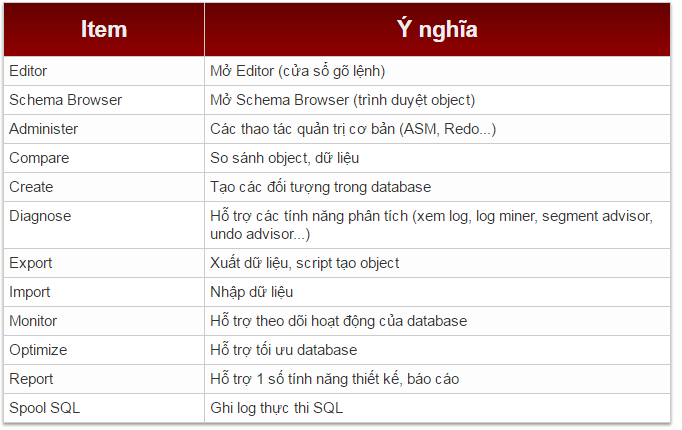 Item Ý nghĩa
Editor Mở Editor (cửa sổ gõ lệnh)
Schema Browser Mở Schema Browser (trình duyệt object)
Administer Các thao tác quản trị cơ bản (ASM, Redo...)
Compare So sánh object, dữ liệu
Create Tạo các đối tượng trong database
Diagnose Hỗ trợ các tính năng phân tích (xem log, log miner, segment advisor,
undo advisor...)
Export Xuất dữ liệu, script tạo object
Import Nhập dữ liệu
Monitor Hỗ trợ theo dõi hoạt động của database
Optimize Hỗ trợ tối ưu database
Report Hỗ trợ 1 số tính năng thiết kế, báo cáo
Spool SQL Ghi log thực thi SQL